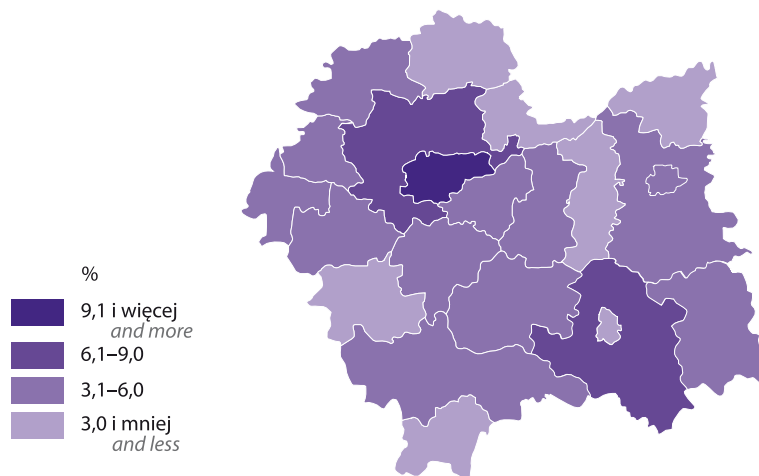 %
9,1 i więcej
and more
6,1–9,0
3,1–6,0
3,0 i mniej
and less